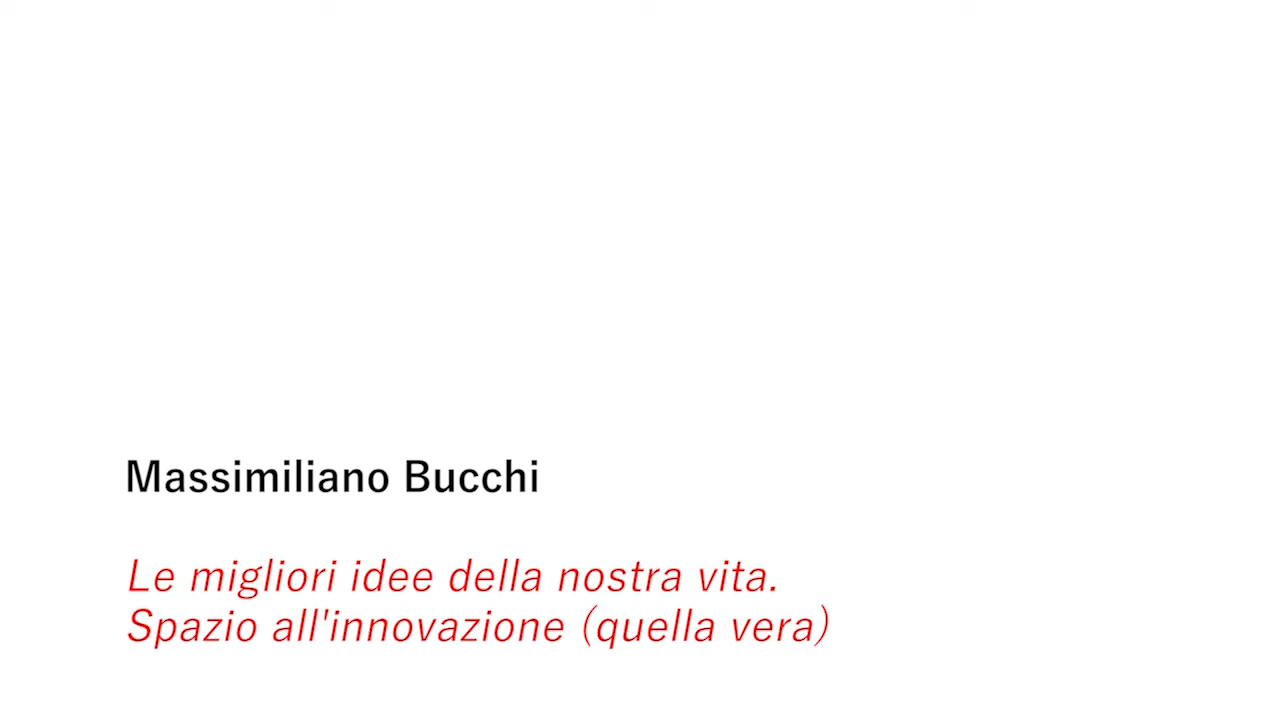 Massimiliano Bucchi
Le migliori idee della nostra vita.
Spazio all'innovazione (quella vera)